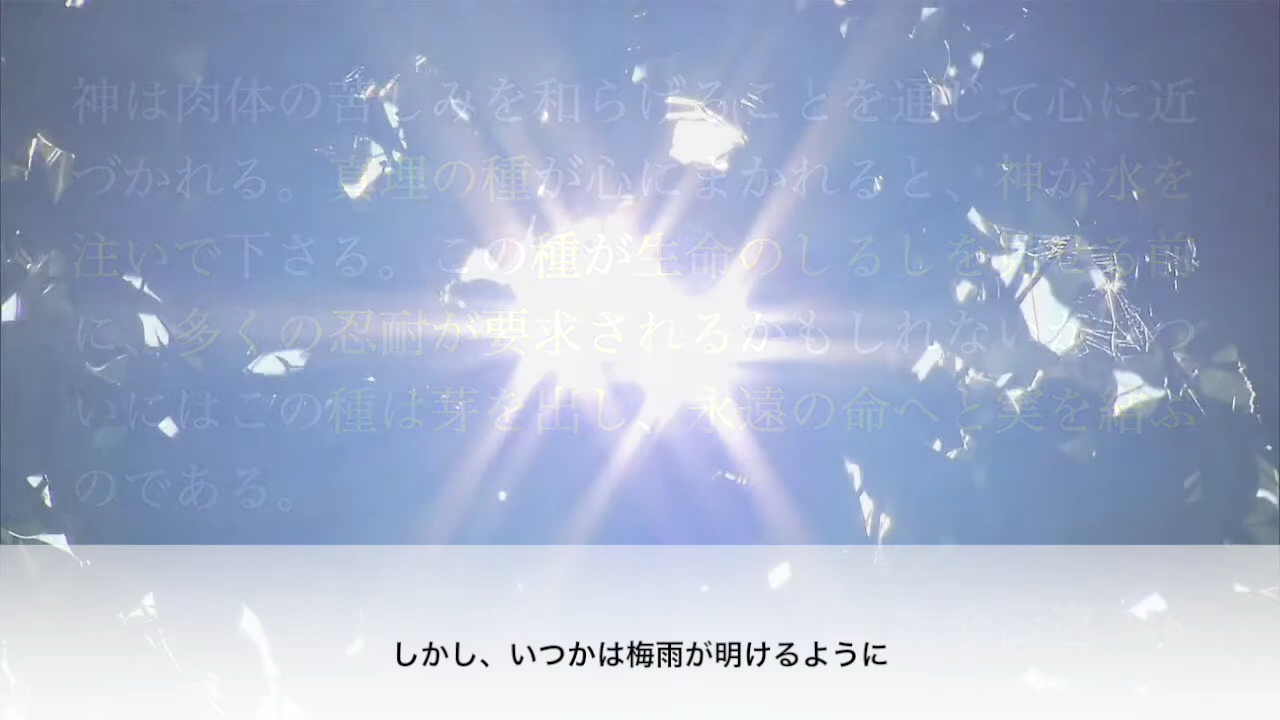 神は肉体の苦しみを和らげることを通じて心に近
づかれる。真理の種が心にまかれると、神が水を
注いで下さる。この種が生命のしるしを見せる前
に、多くの忍耐が要求されるかもしれないが、つ
いにはこの種は芽を出し、永遠の命へと実を結ぶ
のである。
しかし、いつかは梅雨が明けるように